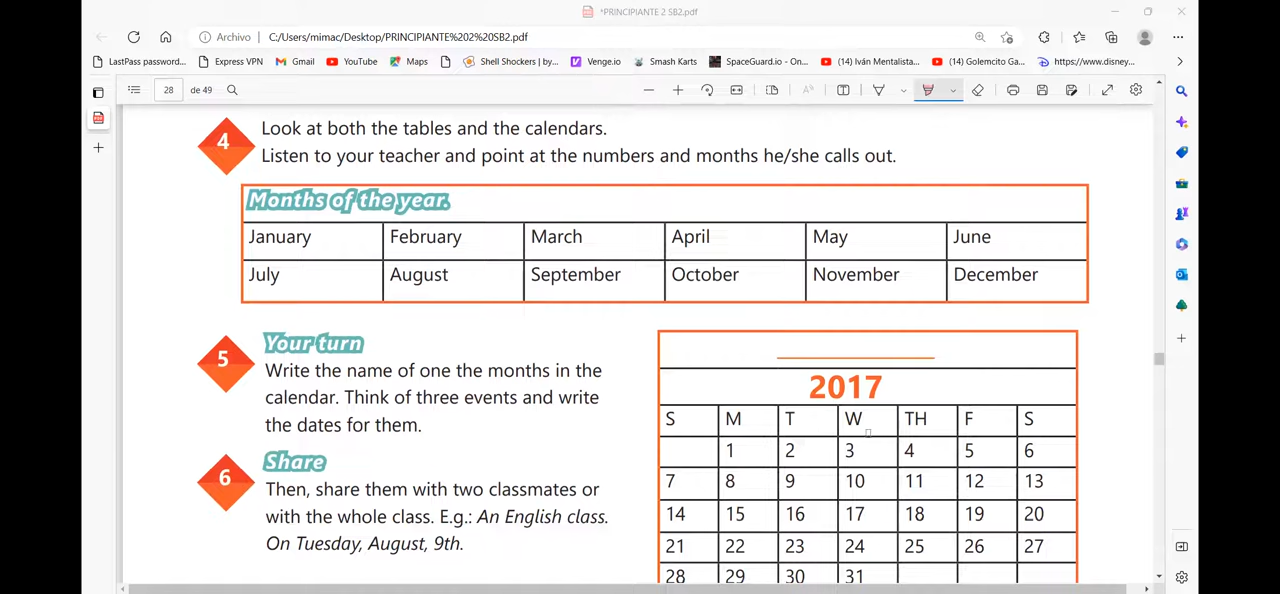 *PRINCIPIANTE 2 SB2.pdf
Archivo | C:/Users/mimac/Desktop/PRINCIPIANTE%202%20SB2.pdf
LastPass password... Express VPN Gmail YouTube Maps Shell Shockers | by... Venge.io Smash Karts SpaceGuard.io - On... (14) Iván Mentalista... (14) Golemcito Ga... https://www.disney...
28 de 49
4
Look at both the tables and the calendars.
Listen to your teacher and point at the numbers and months he/she calls out.
Months of the year.
January February March April May June
July August September October November December
5
Your turn
Write the name of one the months in the
calendar. Think of three events and write
the dates for them.
6
Share
Then, share them with two classmates or
with the whole class. E.g.: An English class.
On Tuesday, August, 9th.
2017
S M T W TH F S
1 2 3 4 5 6
7 8 9 10 11 12 13
14 15 16 17 18 19 20
21 22 23 24 25 26 27
28 29 30 31